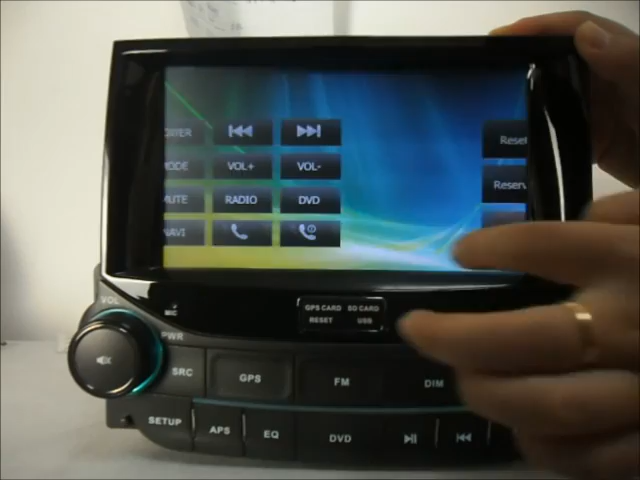 VOL+
VOL-
RADIO
DVD
GPS CARD SD CARD
RESET USB
MIC
VOL
PWR
SRC
GPS
FM
DIM
SETUP
APS
EQ
DVD